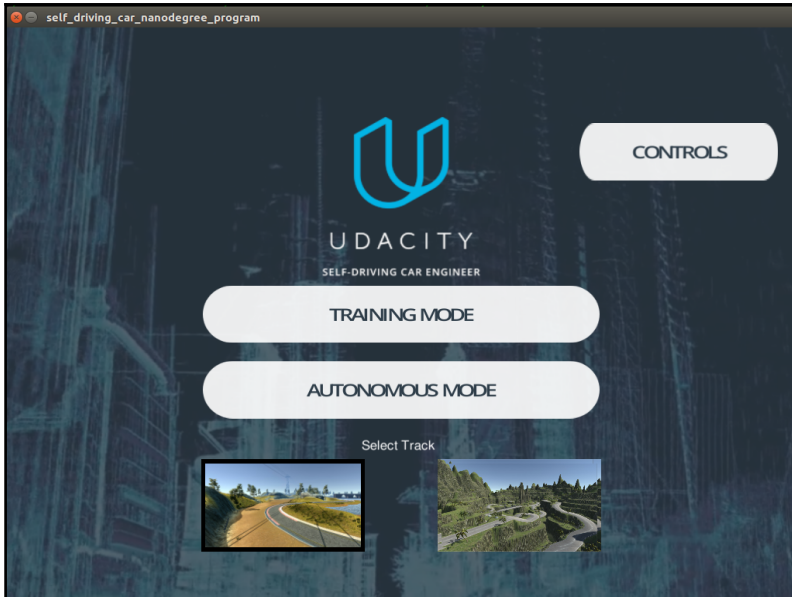 self_driving_car_nanodegree_program
CONTROLS
UDACITY
SELF-DRIVING CAR ENGINEER
TRAINING MODE
AUTONOMOUS MODE
Select Track